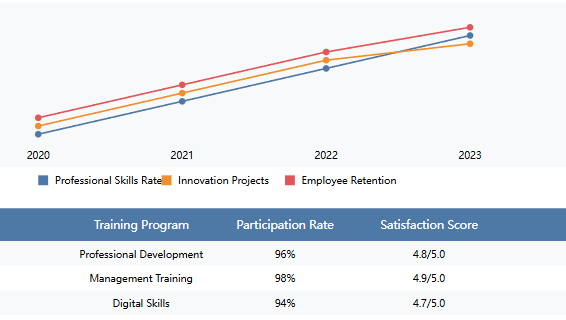 2020 2021 2022 2023
Professional Skills Rate Innovation Projects Employee Retention
Training Program Participation Rate Satisfaction Score
Professional Development 96% 4.8/5.0
Management Training 98% 4.9/5.0
Digital Skills 94% 4.7/5.0